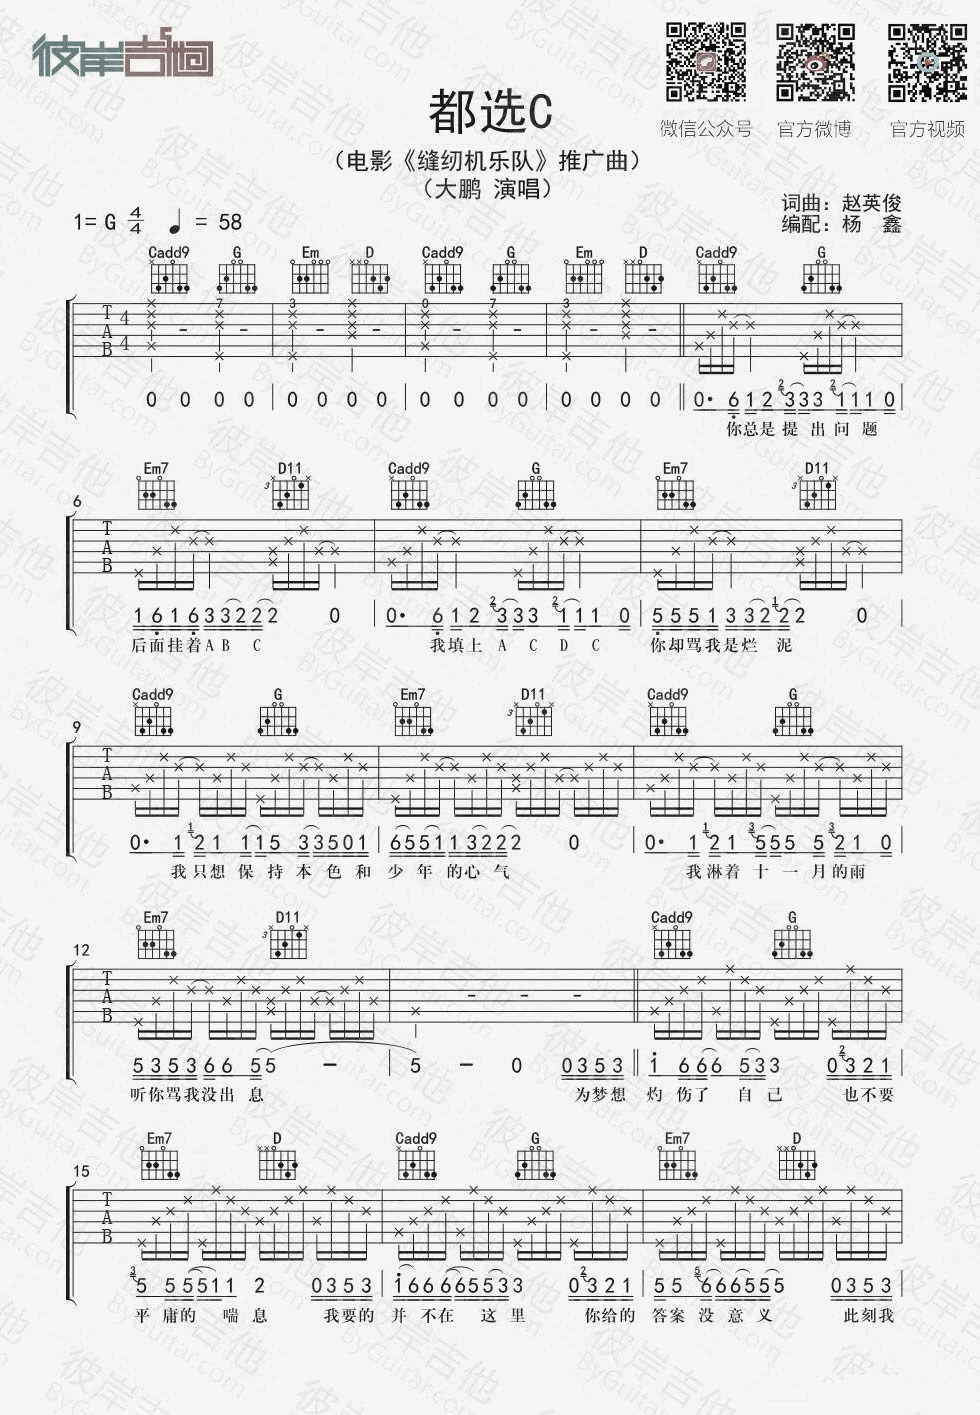 彼岸吉他
微信公众号 官方微博 官方视频
都选C
（电影《缝纫机乐队》推广曲）
（大鹏 演唱）
词曲：赵英俊
编配：杨 鑫
1= G 4/4 ♩ = 58
Cadd9 G Em D Cadd9 G Em D Cadd9 G
T A B 4 4
0 0 0 0 0 0 0 0 0 0 0 0 0 0 0 0 0· 6 1 2 3 3 3 1 1 1 0
你总是 提 出 问 题
Em7 D11 Cadd9 G Em7 D11
6
T A B
1 6 1 6 3 3 2 2 2 0 0· 6 1 2 3 3 3 1 1 1 0 5 5 5 1 3 3 2 2 2 0
后面挂着A B C 我填上 A C D C 你却骂我是烂 泥
Cadd9 G Em7 D11 Cadd9 G
9
T A B
0· 1 2 1 1 1 5 3 3 5 0 1 6 5 5 1 1 3 2 2 2 0 0· 1 2 1 5 5 5 5 2 1 0
我只想 保 持 本 色 和 少 年 的心 气 我淋着 十 一 月的雨
Em7 D11 Cadd9 G
12
T A B
5 3 5 3 6 6 5 5 – 5 – 0 0 3 5 3 1 6 6 6 5 3 3 0 3 2 1
听你骂我没出 息 为梦想 灼 伤了 自 己 也不要
Em7 D Cadd9 G Em7 D
15
T A B
5 5 5 5 1 1 2 0 3 5 3 1 6 6 6 6 5 5 3 3 0 3 2 1 5 5 6 6 6 5 5 5 0 3 5 3
平 庸的 喘 息 我要的 并 不在 这 里 你给的 答案 没 意 义 此刻我